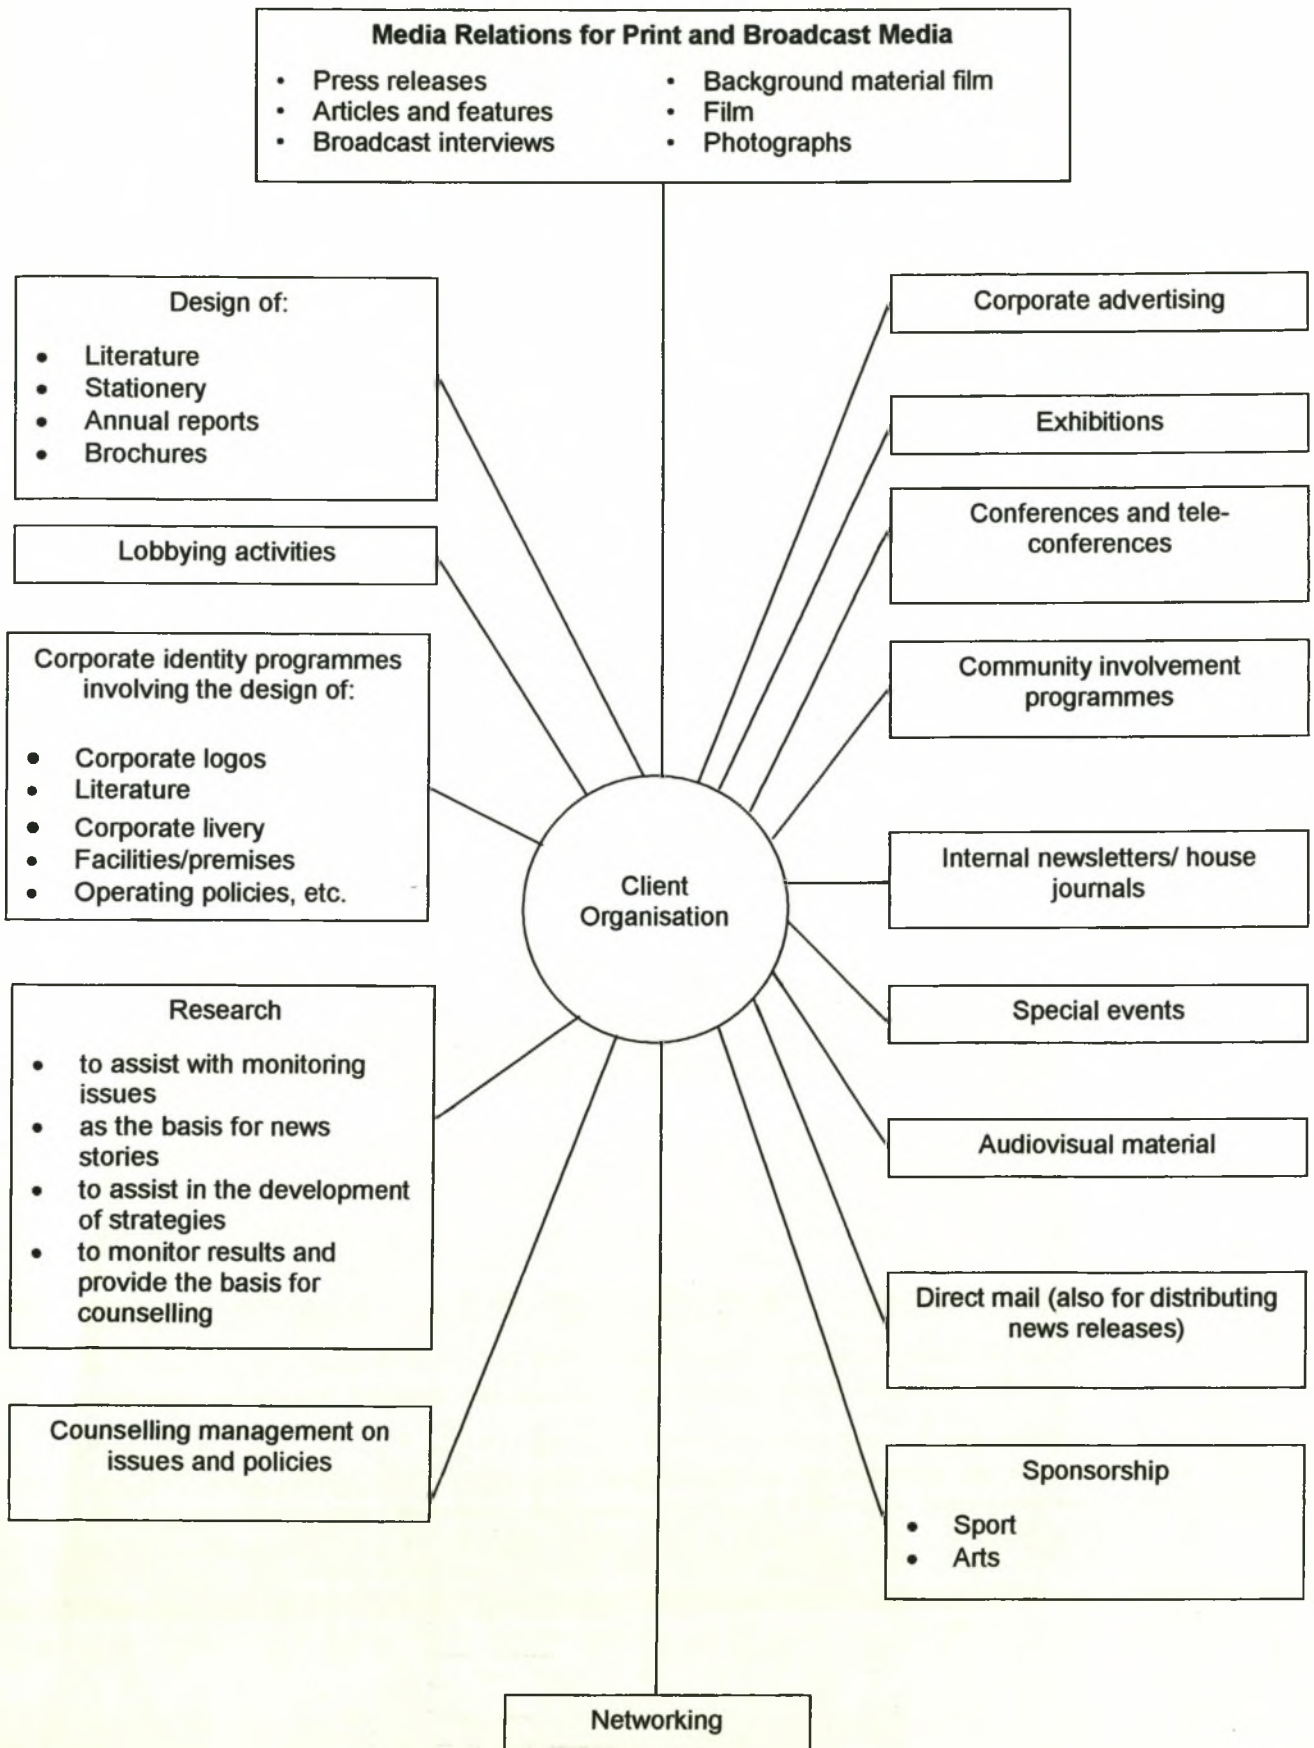 Media Relations for Print and Broadcast Media
• Press releases
• Articles and features
• Broadcast interviews
• Background material film
• Film
• Photographs
Design of:
• Literature
• Stationery
• Annual reports
• Brochures
Lobbying activities
Corporate identity programmes
involving the design of:
• Corporate logos
• Literature
• Corporate livery
• Facilities/premises
• Operating policies, etc.
Research
• to assist with monitoring
issues
• as the basis for news
stories
• to assist in the development
of strategies
• to monitor results and
provide the basis for
counselling
Counselling management on
issues and policies
Client
Organisation
Corporate advertising
Exhibitions
Conferences and tele-
conferences
Community involvement
programmes
Internal newsletters/ house
journals
Special events
Audiovisual material
Direct mail (also for distributing
news releases)
Sponsorship
• Sport
• Arts
Networking